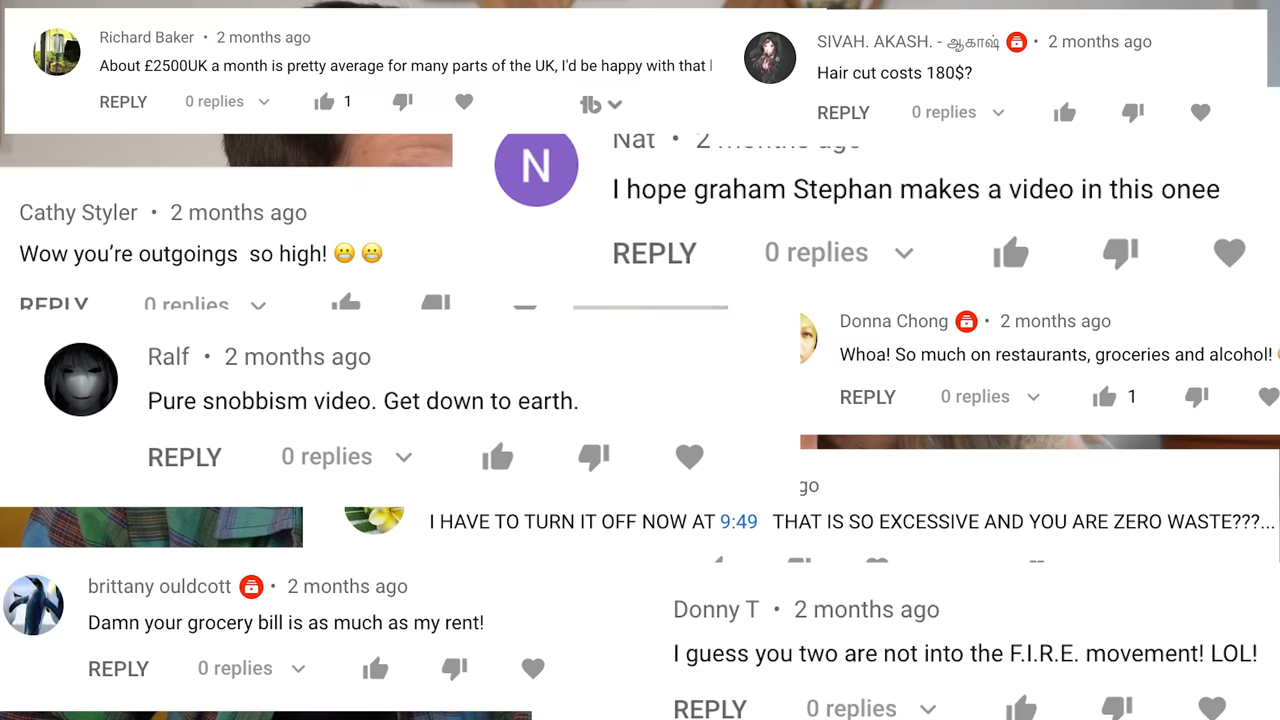 Richard Baker • 2 months ago
About £2500UK a month is pretty average for many parts of the UK, I'd be happy with that
REPLY 0 replies 1
SIVAH. AKASH. - ஆகாஷ் • 2 months ago
Hair cut costs 180$?
REPLY 0 replies
Nat • 2 months ago
N
I hope graham Stephan makes a video in this onee
REPLY 0 replies
Cathy Styler • 2 months ago
Wow you’re outgoings so high! 😬 😬
REPLY 0 replies
Donna Chong • 2 months ago
Whoa! So much on restaurants, groceries and alcohol!
REPLY 0 replies 1
Ralf • 2 months ago
Pure snobbism video. Get down to earth.
REPLY 0 replies
go
I HAVE TO TURN IT OFF NOW AT 9:49 THAT IS SO EXCESSIVE AND YOU ARE ZERO WASTE???...
brittany ouldcott • 2 months ago
Damn your grocery bill is as much as my rent!
REPLY 0 replies
Donny T • 2 months ago
I guess you two are not into the F.I.R.E. movement! LOL!
REPLY 0 replies